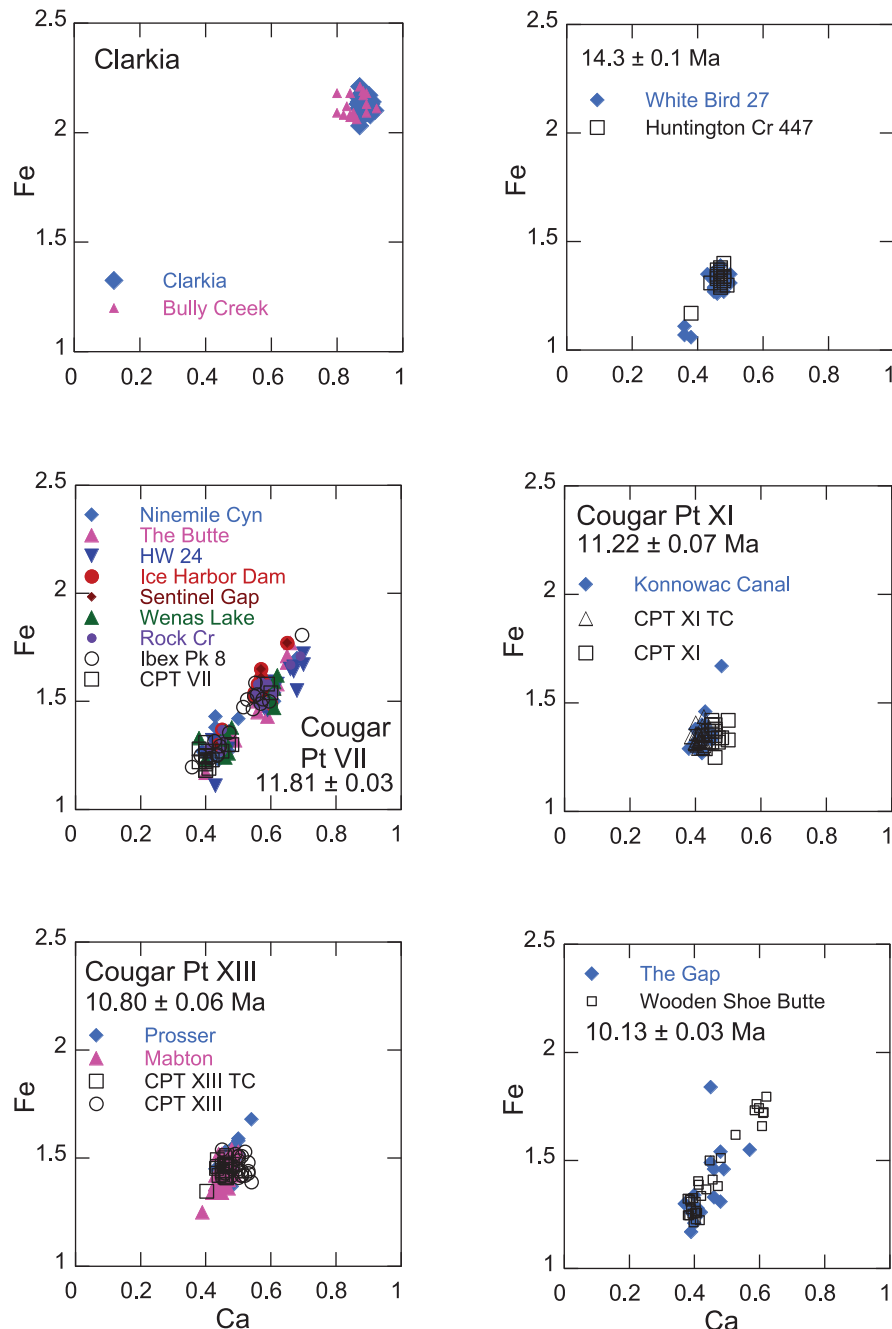 Clarkia
Clarkia
Bully Creek
Fe
2.5
2
1.5
1
0
0.2
0.4
0.6
0.8
1
14.3 ± 0.1 Ma
White Bird 27
Huntington Cr 447
Fe
2.5
2
1.5
1
0
0.2
0.4
0.6
0.8
1
Ninemile Cyn
The Butte
HW 24
Ice Harbor Dam
Sentinel Gap
Wenas Lake
Rock Cr
Ibex Pk 8
CPT VII
Cougar
Pt VII
11.81 ± 0.03
Fe
2.5
2
1.5
1
0
0.2
0.4
0.6
0.8
1
Cougar Pt XI
11.22 ± 0.07 Ma
Konnowac Canal
CPT XI TC
CPT XI
Fe
2.5
2
1.5
1
0
0.2
0.4
0.6
0.8
1
Cougar Pt XIII
10.80 ± 0.06 Ma
Prosser
Mabton
CPT XIII TC
CPT XIII
Fe
2.5
2
1.5
1
0
0.2
0.4
0.6
0.8
1
Ca
The Gap
Wooden Shoe Butte
10.13 ± 0.03 Ma
Fe
2.5
2
1.5
1
0
0.2
0.4
0.6
0.8
1
Ca